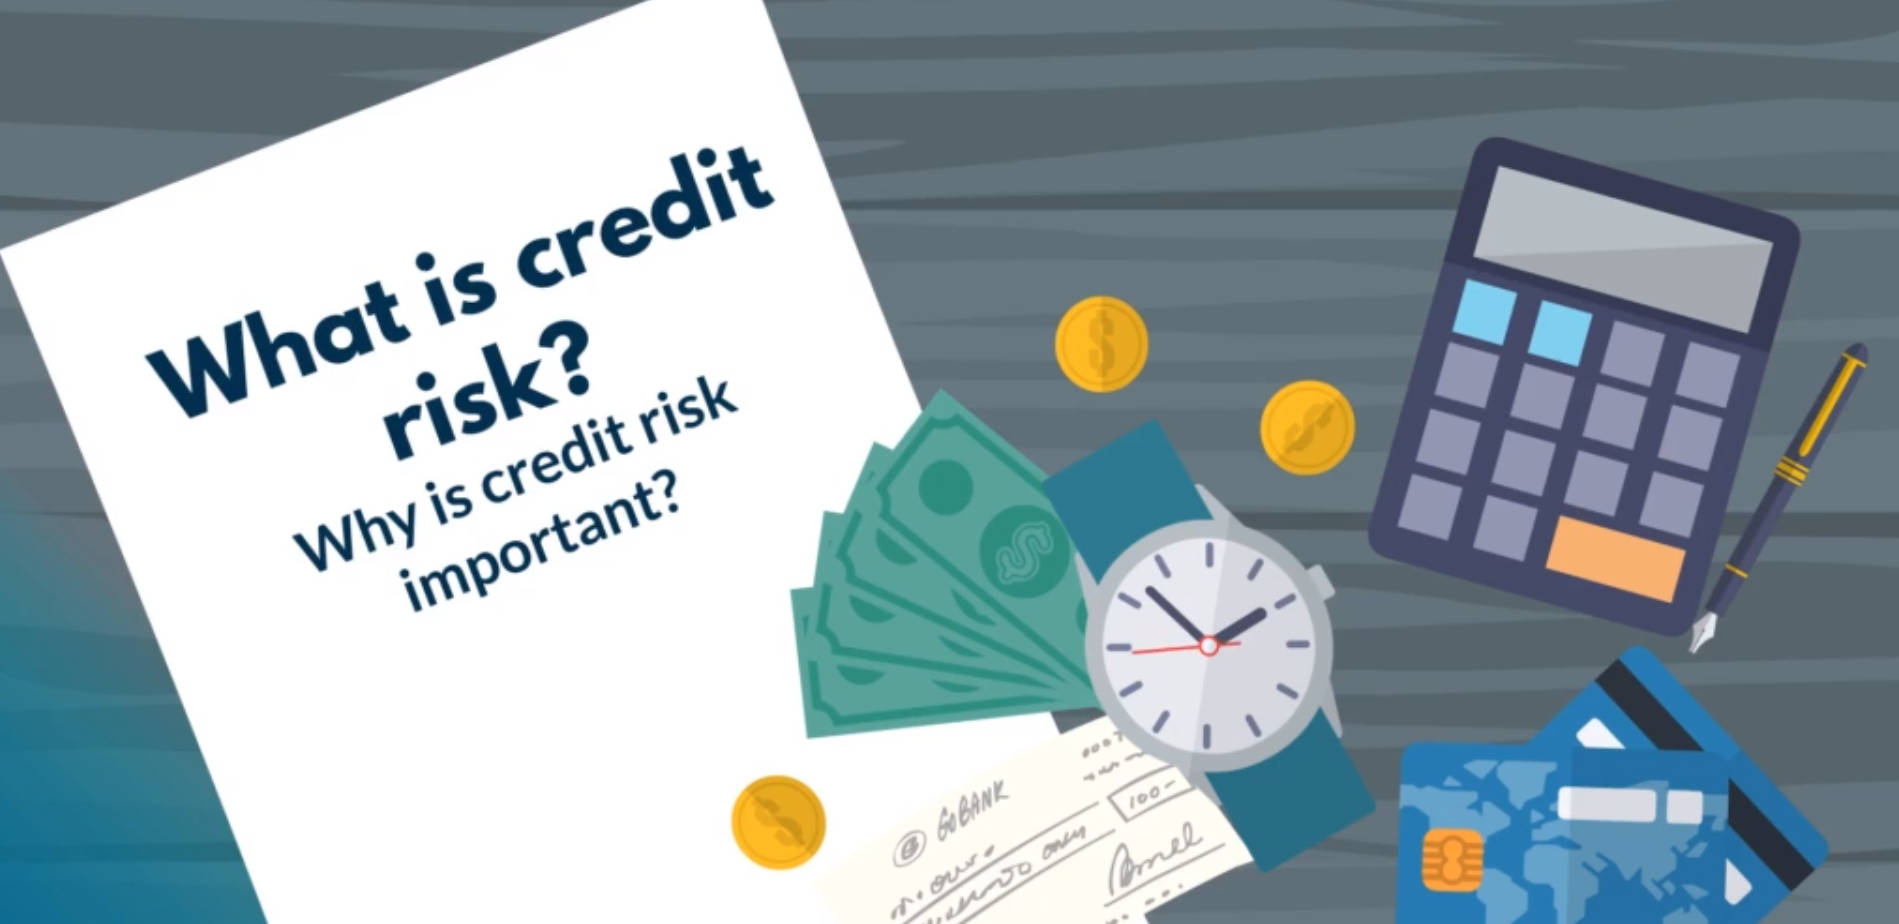 What is credit
risk?
Why is credit risk
important?
GOBANK
100-